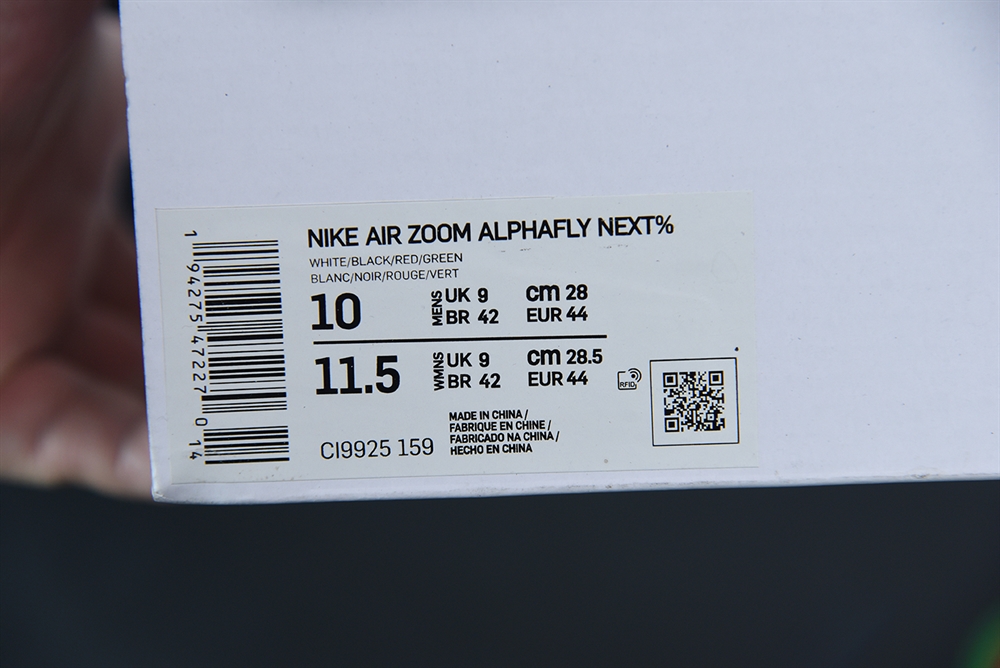 NIKE AIR ZOOM ALPHAFLY NEXT%
WHITE/BLACK/RED/GREEN
BLANC/NOIR/ROUGE/VERT
10 MENS UK 9 cm 28
BR 42 EUR 44
11.5 WMNS UK 9 cm 28.5
BR 42 EUR 44
RFID
MADE IN CHINA /
FABRIQUE EN CHINE /
FABRICADO NA CHINA /
HECHO EN CHINA
CI9925 159
1 94275 47227 0 14